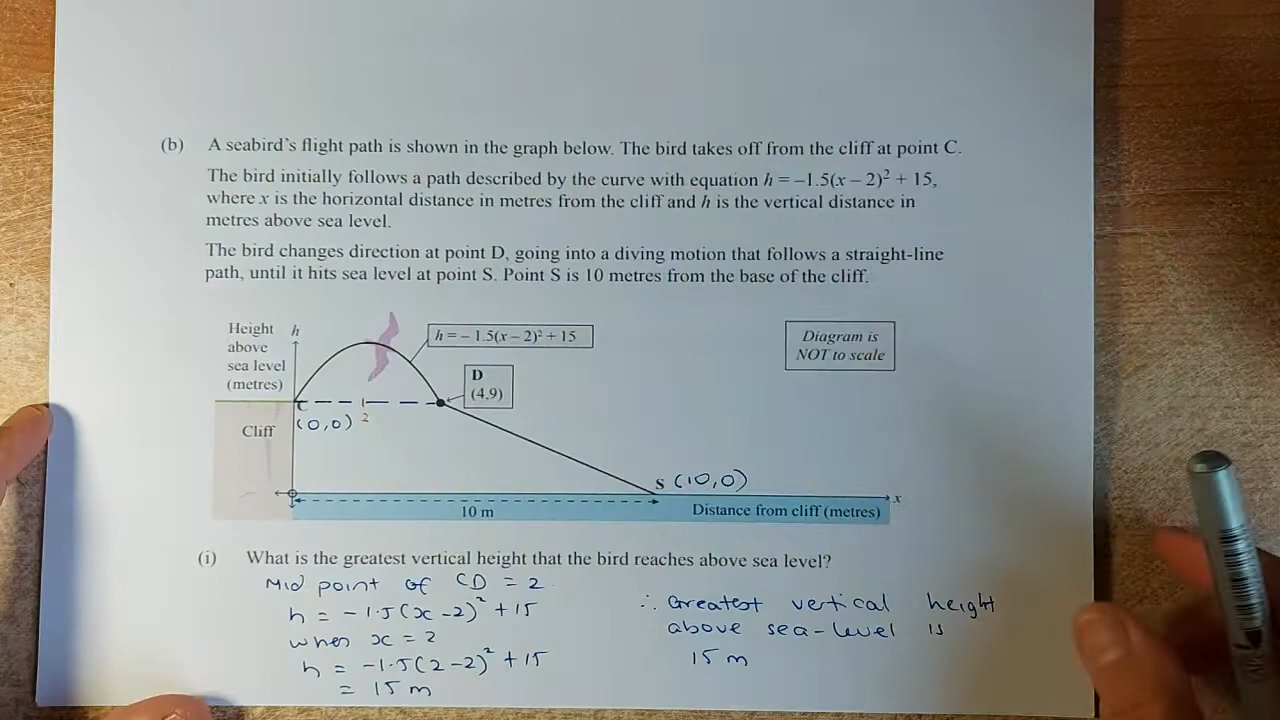 (b) A seabird's flight path is shown in the graph below. The bird takes off from the cliff at point C.
The bird initially follows a path described by the curve with equation h = −1.5(x − 2)² + 15,
where x is the horizontal distance in metres from the cliff and h is the vertical distance in
metres above sea level.
The bird changes direction at point D, going into a diving motion that follows a straight-line
path, until it hits sea level at point S. Point S is 10 metres from the base of the cliff.
Height h
above
sea level
(metres)
h = − 1.5(x − 2)² + 15
Diagram is
NOT to scale
D
(4.9)
C
(0,0) 2
Cliff
S (10,0)
x
10 m
Distance from cliff (metres)
(i) What is the greatest vertical height that the bird reaches above sea level?
Mid point of CD = 2
h = -1.5(x-2)² + 15
when x = 2
h = -1.5(2-2)² + 15
= 15 m
∴ Greatest vertical height
above sea-level is
15 m